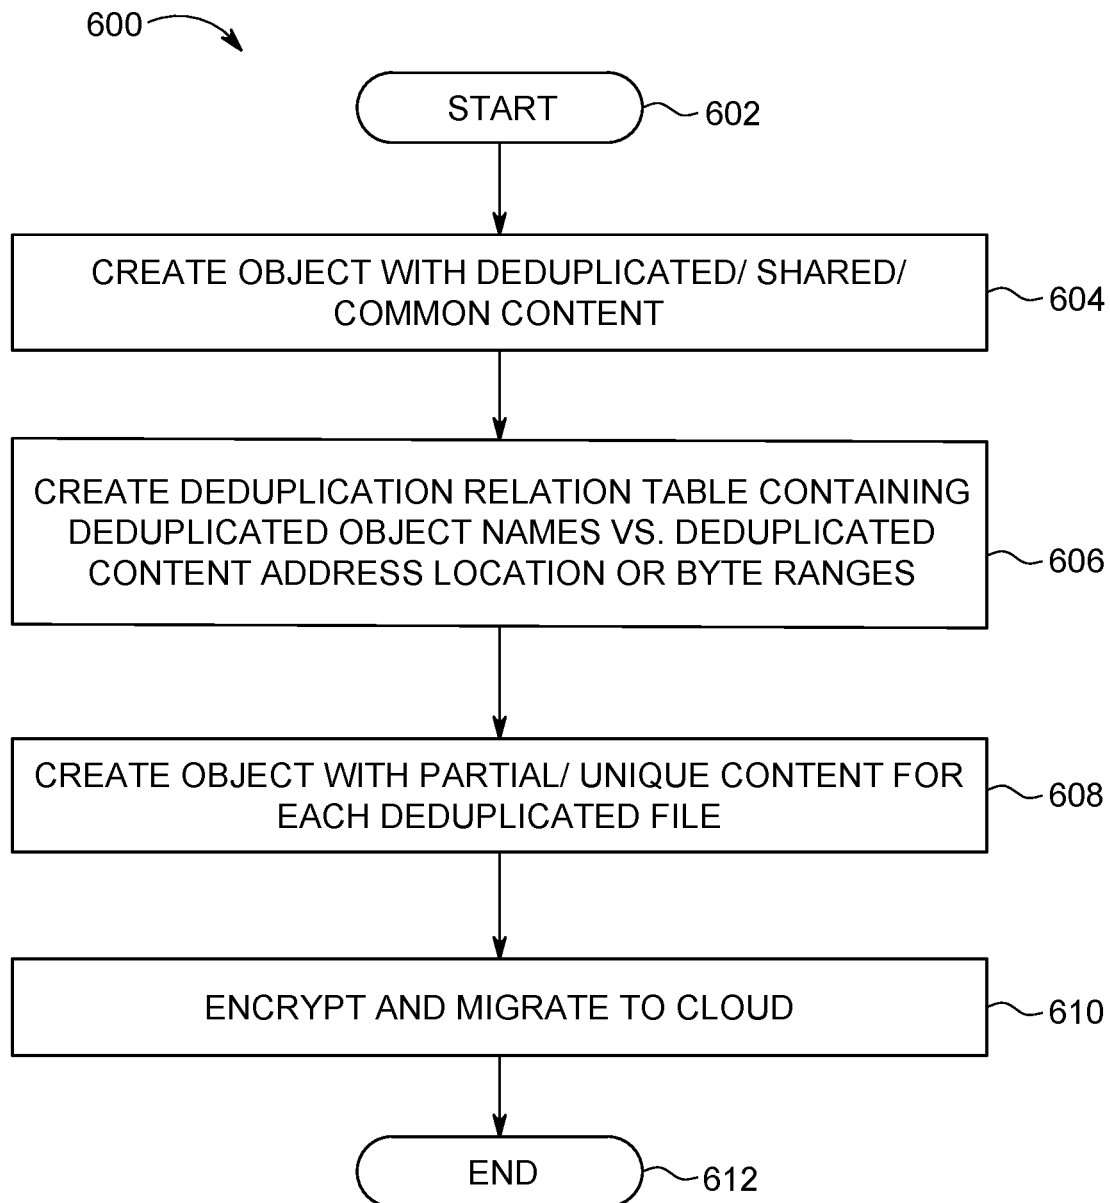 600
START
602
CREATE OBJECT WITH DEDUPLICATED/ SHARED/
COMMON CONTENT
604
CREATE DEDUPLICATION RELATION TABLE CONTAINING
DEDUPLICATED OBJECT NAMES VS. DEDUPLICATED
CONTENT ADDRESS LOCATION OR BYTE RANGES
606
CREATE OBJECT WITH PARTIAL/ UNIQUE CONTENT FOR
EACH DEDUPLICATED FILE
608
ENCRYPT AND MIGRATE TO CLOUD
610
END
612